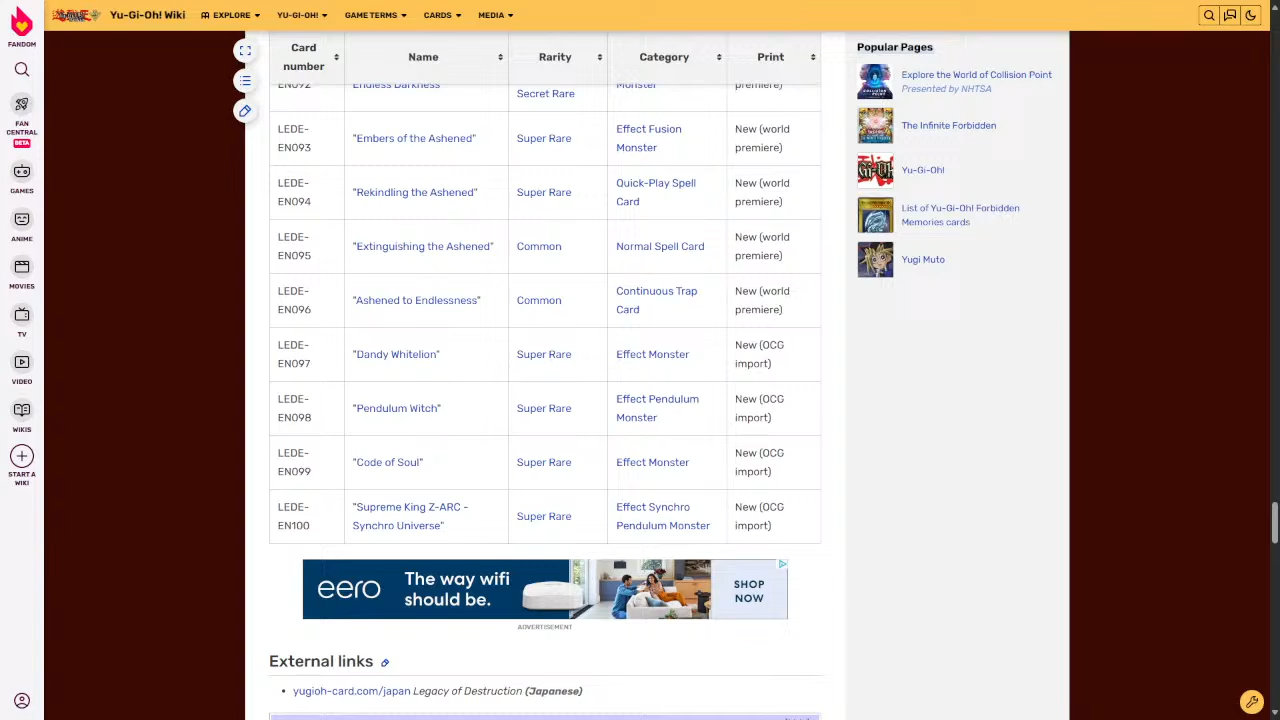 Yu-Gi-Oh! Wiki
EXPLORE
YU-GI-OH!
GAME TERMS
CARDS
MEDIA
FANDOM
FAN CENTRAL
BETA
GAMES
ANIME
MOVIES
TV
VIDEO
WIKIS
START A WIKI
Card number
Name
Rarity
Category
Print
EN092
Endless Darkness"
Secret Rare
Monster
premiere)
LEDE-
EN093
"Embers of the Ashened"
Super Rare
Effect Fusion
Monster
New (world
premiere)
LEDE-
EN094
"Rekindling the Ashened"
Super Rare
Quick-Play Spell
Card
New (world
premiere)
LEDE-
EN095
"Extinguishing the Ashened"
Common
Normal Spell Card
New (world
premiere)
LEDE-
EN096
"Ashened to Endlessness"
Common
Continuous Trap
Card
New (world
premiere)
LEDE-
EN097
"Dandy Whitelion"
Super Rare
Effect Monster
New (OCG
import)
LEDE-
EN098
"Pendulum Witch"
Super Rare
Effect Pendulum
Monster
New (OCG
import)
LEDE-
EN099
"Code of Soul"
Super Rare
Effect Monster
New (OCG
import)
LEDE-
EN100
"Supreme King Z-ARC -
Synchro Universe"
Super Rare
Effect Synchro
Pendulum Monster
New (OCG
import)
eero
The way wifi
should be.
SHOP
NOW
ADVERTISEMENT
External links
yugioh-card.com/japan Legacy of Destruction (Japanese)
Popular Pages
Explore the World of Collision Point
Presented by NHTSA
The Infinite Forbidden
Yu-Gi-Oh!
List of Yu-Gi-Oh! Forbidden
Memories cards
Yugi Muto